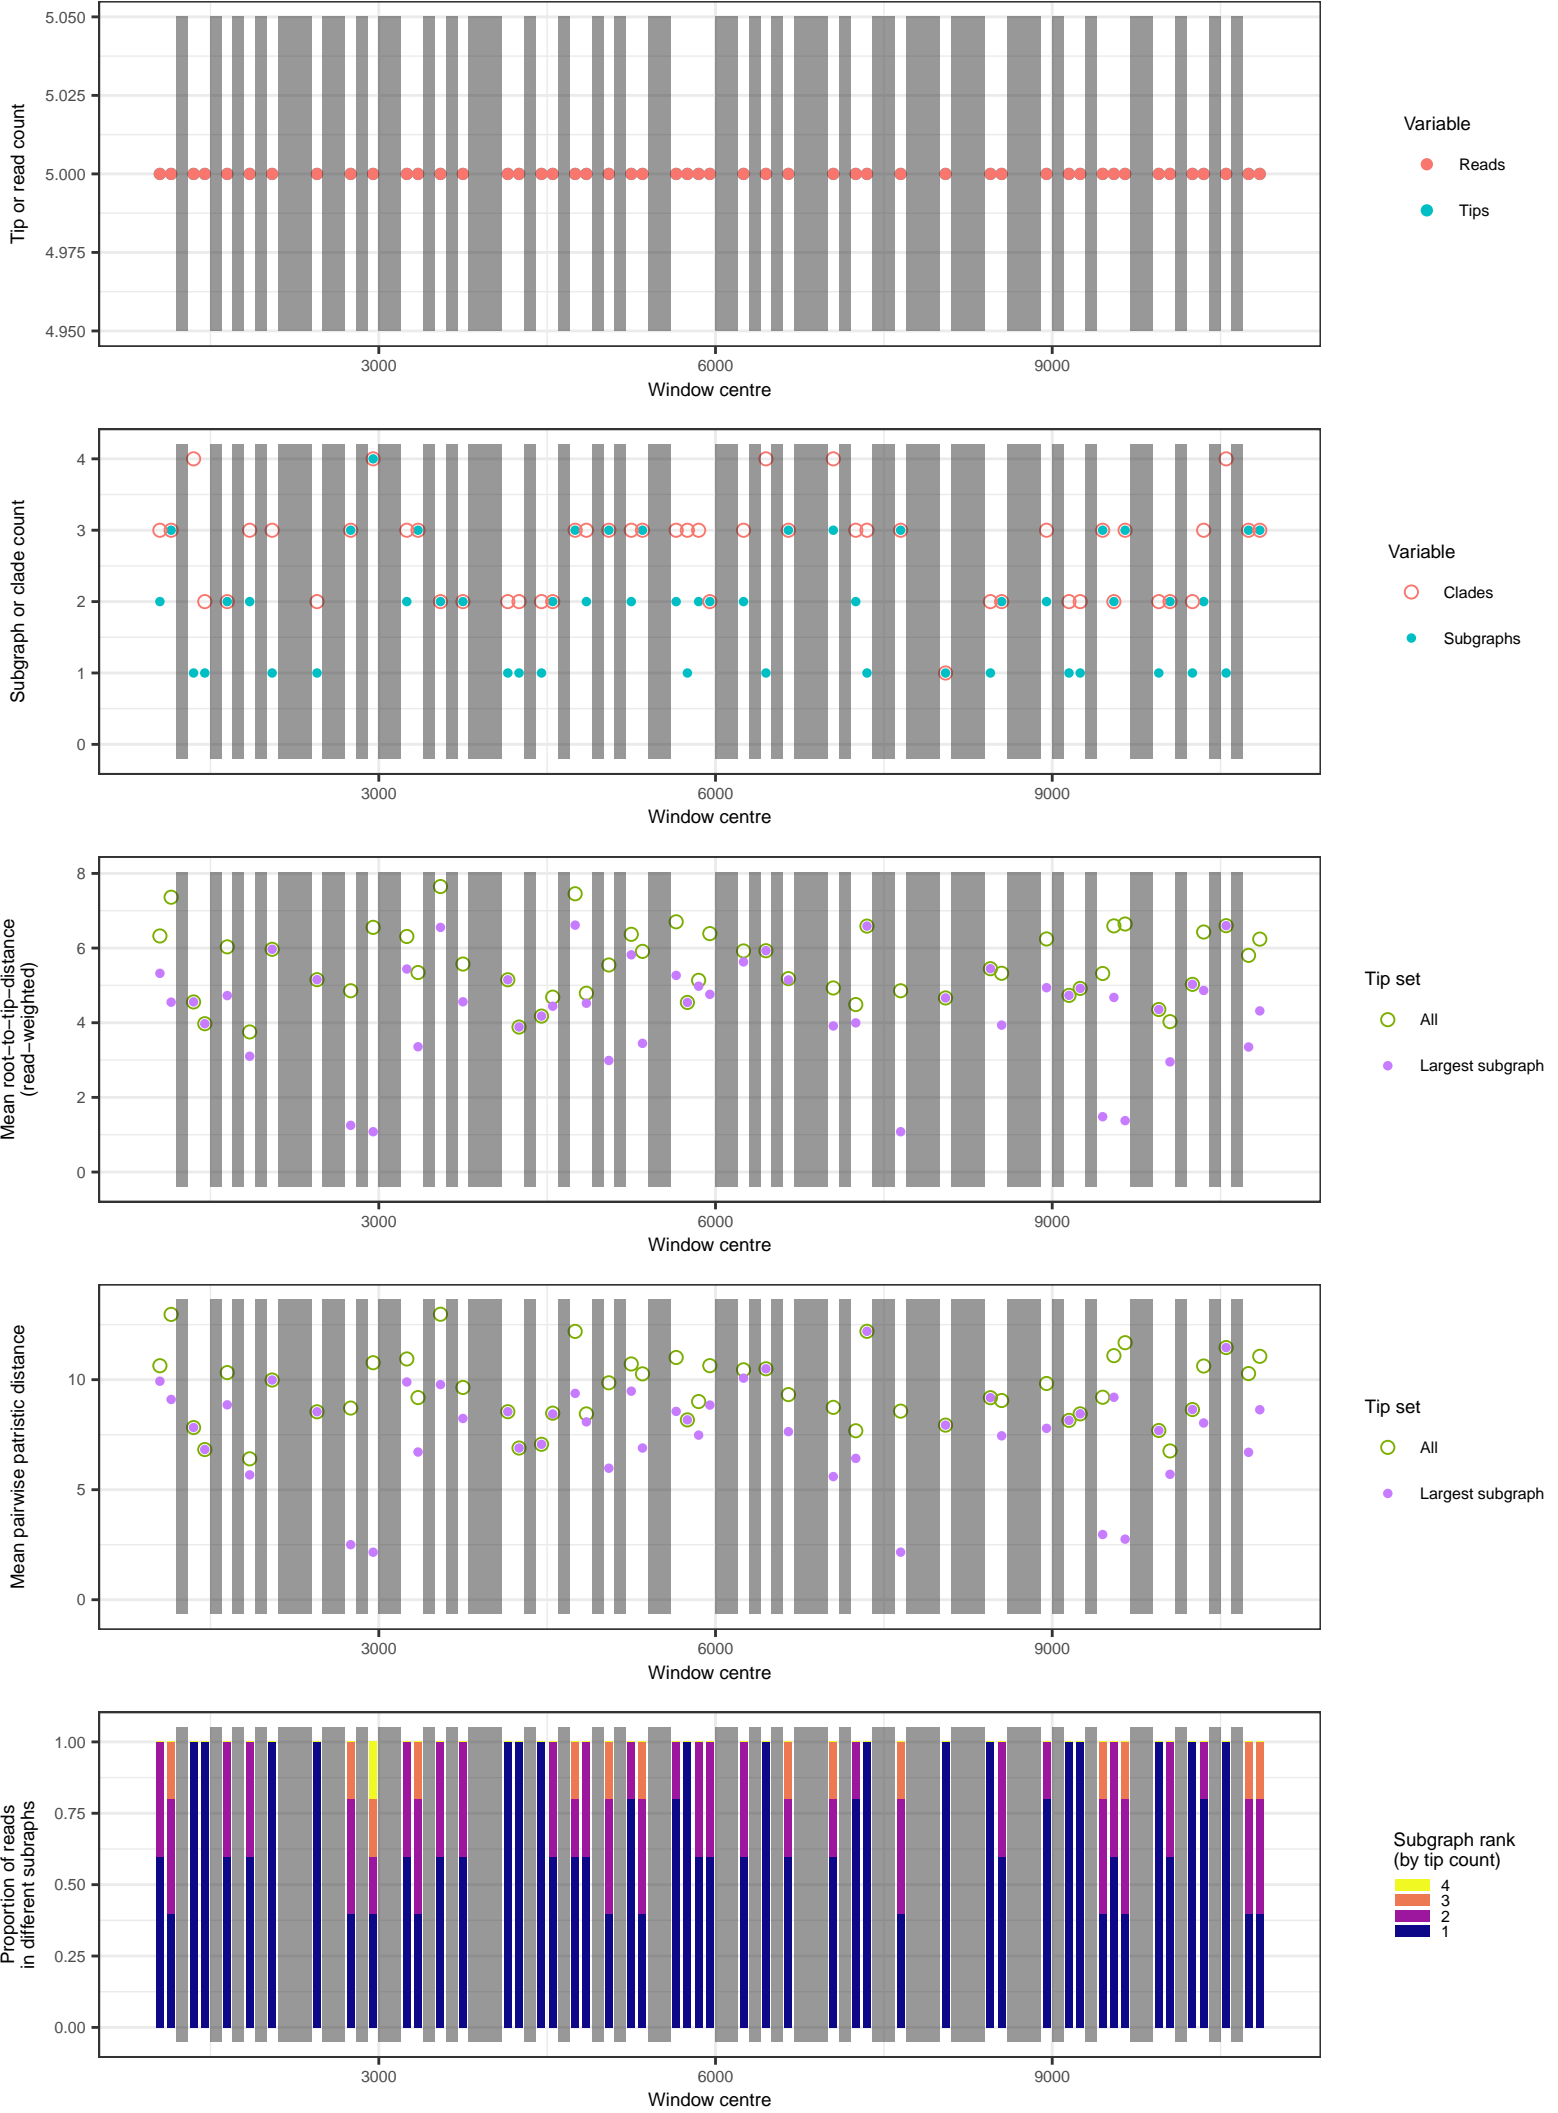 5.050
5.025
5.000
4.975
4.950
Tip or read count
3000 6000 9000
Window centre
Variable
Reads
Tips
4
3
2
1
0
Subgraph or clade count
3000 6000 9000
Window centre
Variable
Clades
Subgraphs
8
6
4
2
0
Mean root−to−tip−distance
(read−weighted)
3000 6000 9000
Window centre
Tip set
All
Largest subgraph
10
5
0
Mean pairwise patristic distance
3000 6000 9000
Window centre
Tip set
All
Largest subgraph
1.00
0.75
0.50
0.25
0.00
Proportion of reads
in different subraphs
3000 6000 9000
Window centre
Subgraph rank
(by tip count)
4
3
2
1